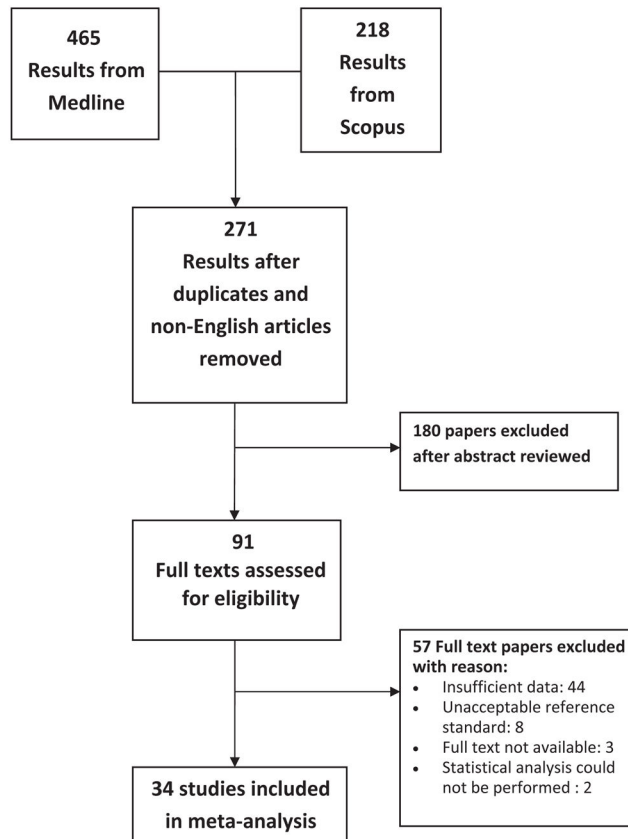 465
Results from
Medline
218
Results
from
Scopus
271
Results after
duplicates and
non-English articles
removed
180 papers excluded
after abstract reviewed
91
Full texts assessed
for eligibility
57 Full text papers excluded
with reason:
• Insufficient data: 44
• Unacceptable reference
standard: 8
• Full text not available: 3
• Statistical analysis could
not be performed : 2
34 studies included
in meta-analysis